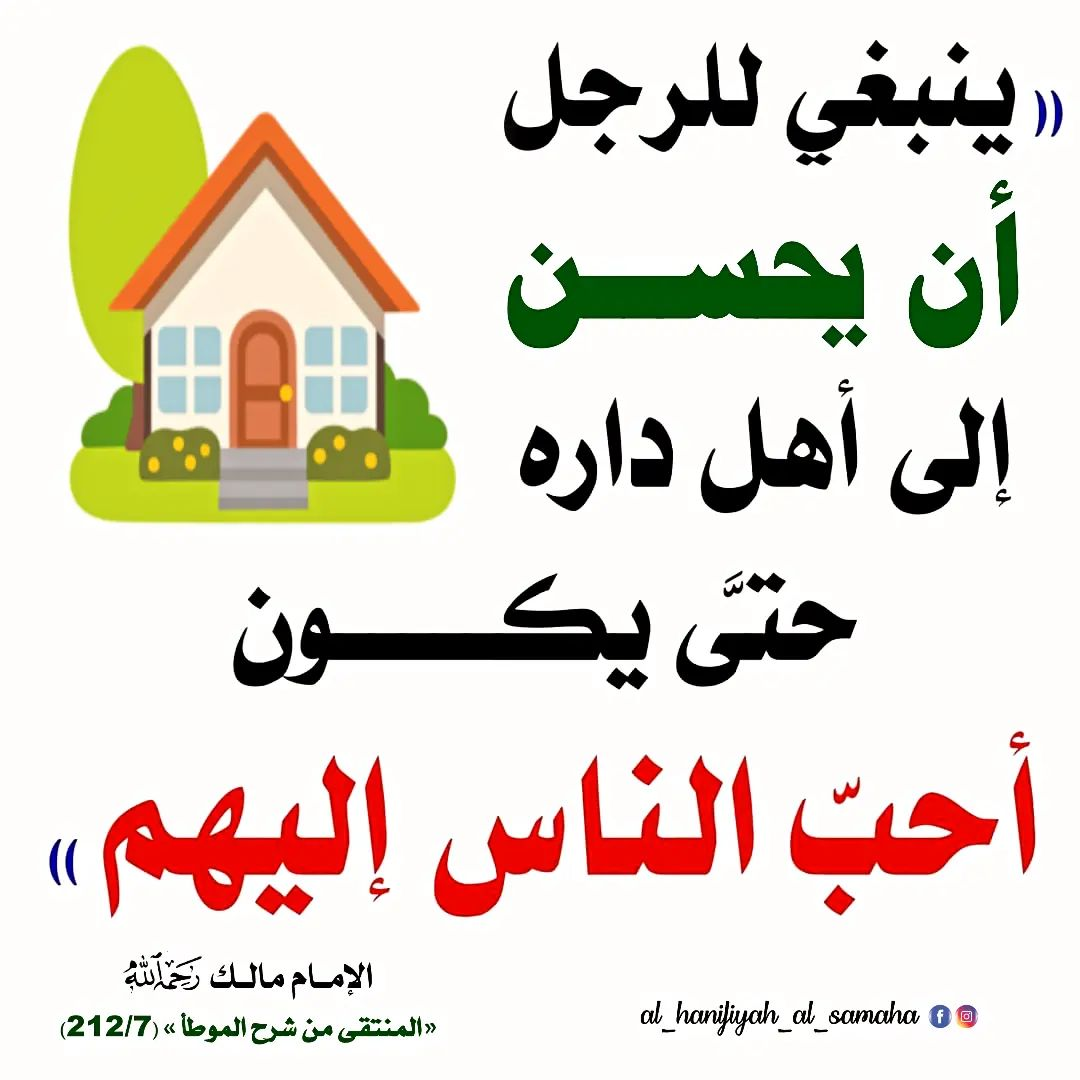 (( ينبغي للرجل
أن يحسن
إلى أهل داره
حتَّى يكون
أحبّ الناس إليهم ))
الإمام مالك رحمه الله
«المنتقى من شرح الموطأ» (212/7)
al_hanifiyah_al_samaha